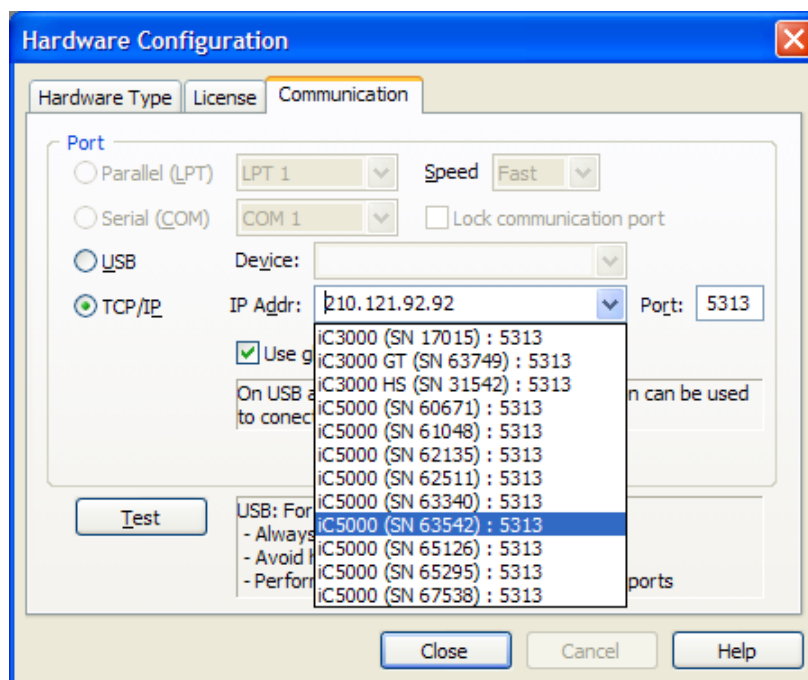 Hardware Configuration
Hardware Type License Communication
Port
Parallel (LPT) LPT 1 Speed Fast
Serial (COM) COM 1 Lock communication port
USB Device:
TCP/IP IP Addr: 210.121.92.92 Port: 5313
Use g
iC3000 (SN 17015) : 5313
iC3000 GT (SN 63749) : 5313
iC3000 HS (SN 31542) : 5313
iC5000 (SN 60671) : 5313
iC5000 (SN 61048) : 5313
iC5000 (SN 62135) : 5313
iC5000 (SN 62511) : 5313
iC5000 (SN 63340) : 5313
iC5000 (SN 63542) : 5313
iC5000 (SN 65126) : 5313
iC5000 (SN 65295) : 5313
iC5000 (SN 67538) : 5313
On USB a n can be used
to conec
Test
USB: For
- Always
- Avoid h
- Perfor ports
Close Cancel Help